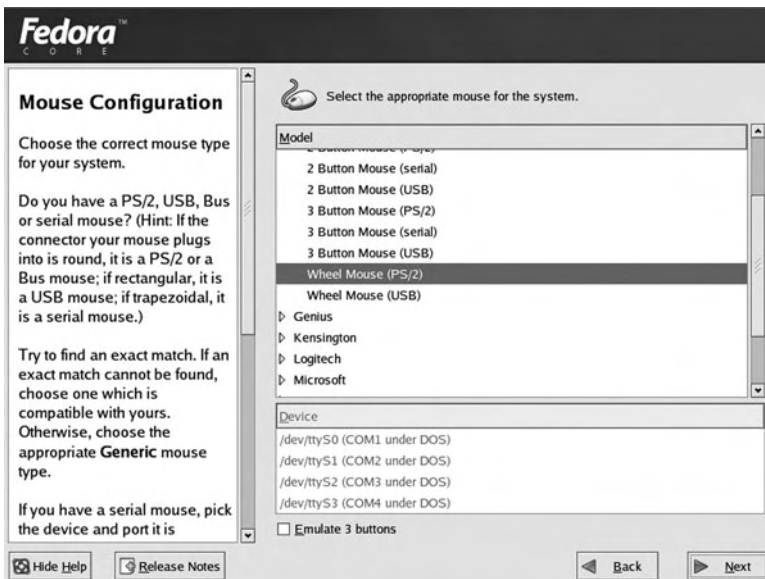 Fedora™
CORE
Mouse Configuration
Choose the correct mouse type
for your system.
Do you have a PS/2, USB, Bus
or serial mouse? (Hint: If the
connector your mouse plugs
into is round, it is a PS/2 or a
Bus mouse; if rectangular, it is
a USB mouse; if trapezoidal, it
is a serial mouse.)
Try to find an exact match. If an
exact match cannot be found,
choose one which is
compatible with yours.
Otherwise, choose the
appropriate Generic mouse
type.
If you have a serial mouse, pick
the device and port it is
Select the appropriate mouse for the system.
Model
2 Button Mouse (PS/2)
2 Button Mouse (serial)
2 Button Mouse (USB)
3 Button Mouse (PS/2)
3 Button Mouse (serial)
3 Button Mouse (USB)
Wheel Mouse (PS/2)
Wheel Mouse (USB)
Genius
Kensington
Logitech
Microsoft
Device
/dev/ttyS0 (COM1 under DOS)
/dev/ttyS1 (COM2 under DOS)
/dev/ttyS2 (COM3 under DOS)
/dev/ttyS3 (COM4 under DOS)
Emulate 3 buttons
Hide Help
Release Notes
Back
Next